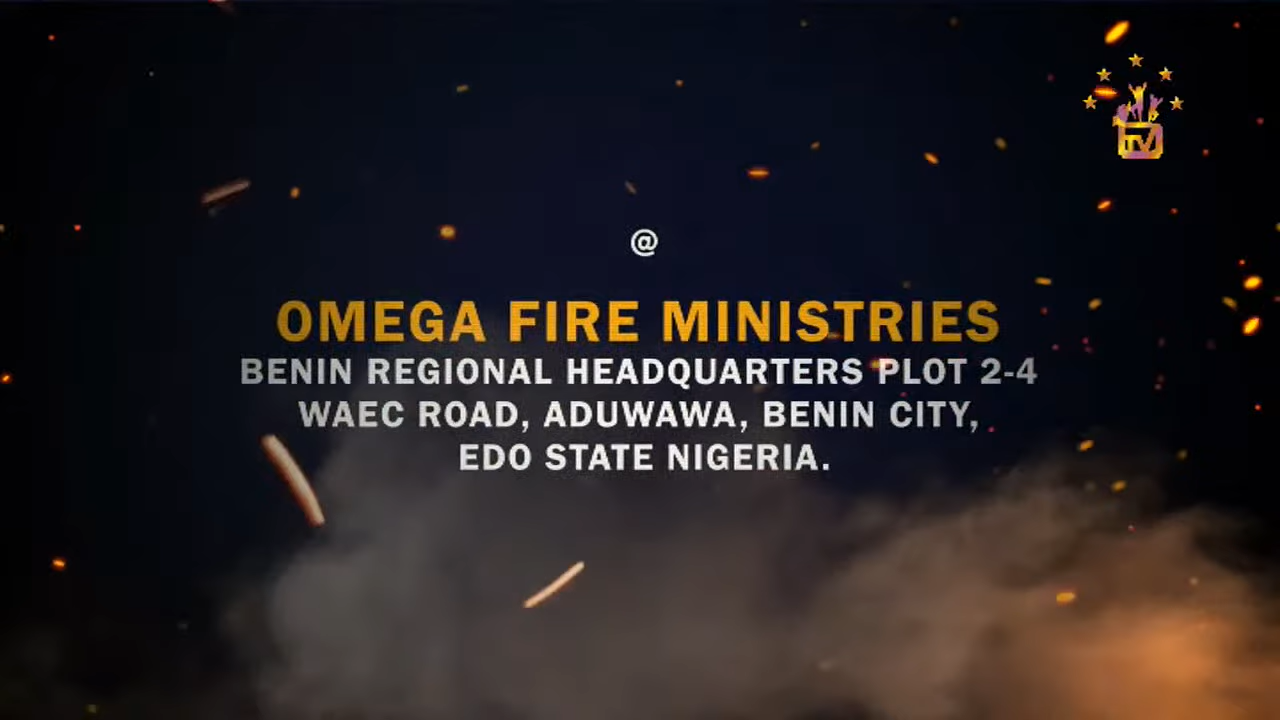 TV
@
OMEGA FIRE MINISTRIES
BENIN REGIONAL HEADQUARTERS PLOT 2-4
WAEC ROAD, ADUWAWA, BENIN CITY,
EDO STATE NIGERIA.